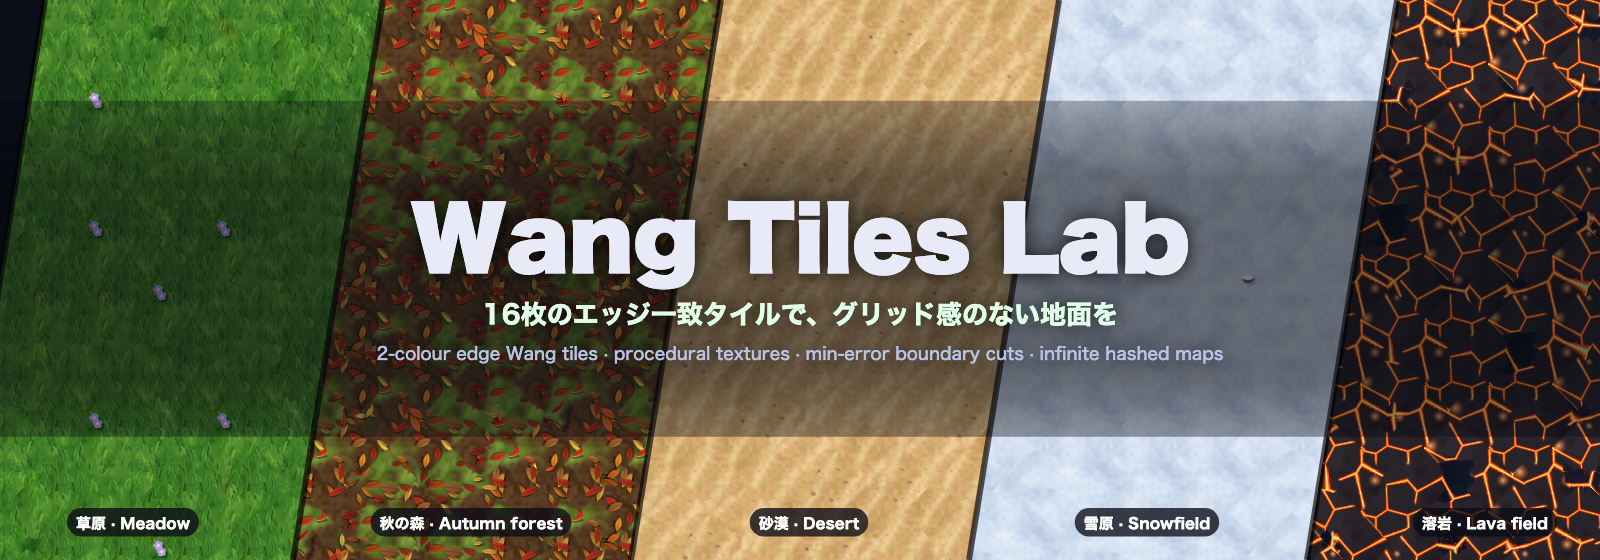 Wang Tiles Lab
16枚のエッジ一致タイルで、グリッド感のない地面を
2-colour edge Wang tiles · procedural textures · min-error boundary cuts · infinite hashed maps
草原 · Meadow
秋の森 · Autumn forest
砂漠 · Desert
雪原 · Snowfield
溶岩 · Lava field